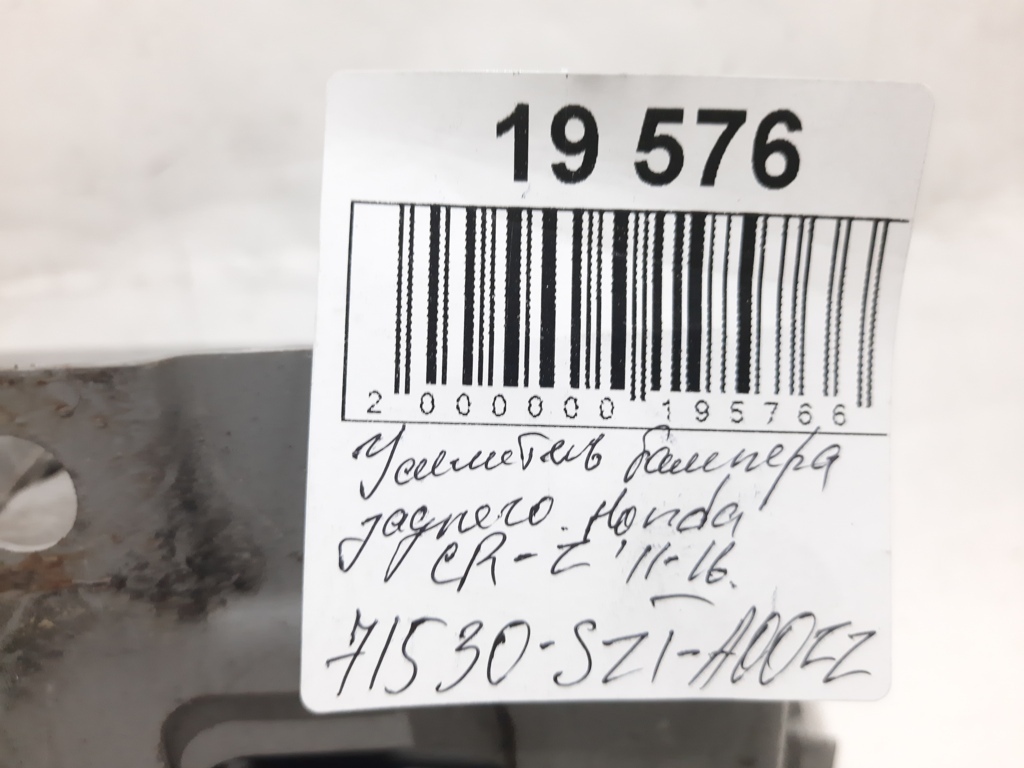 19 576
2 000000 195766
Усилитель бампера
заднего Honda
CR-Z '11-16.
71530-SZT-A00ZZ